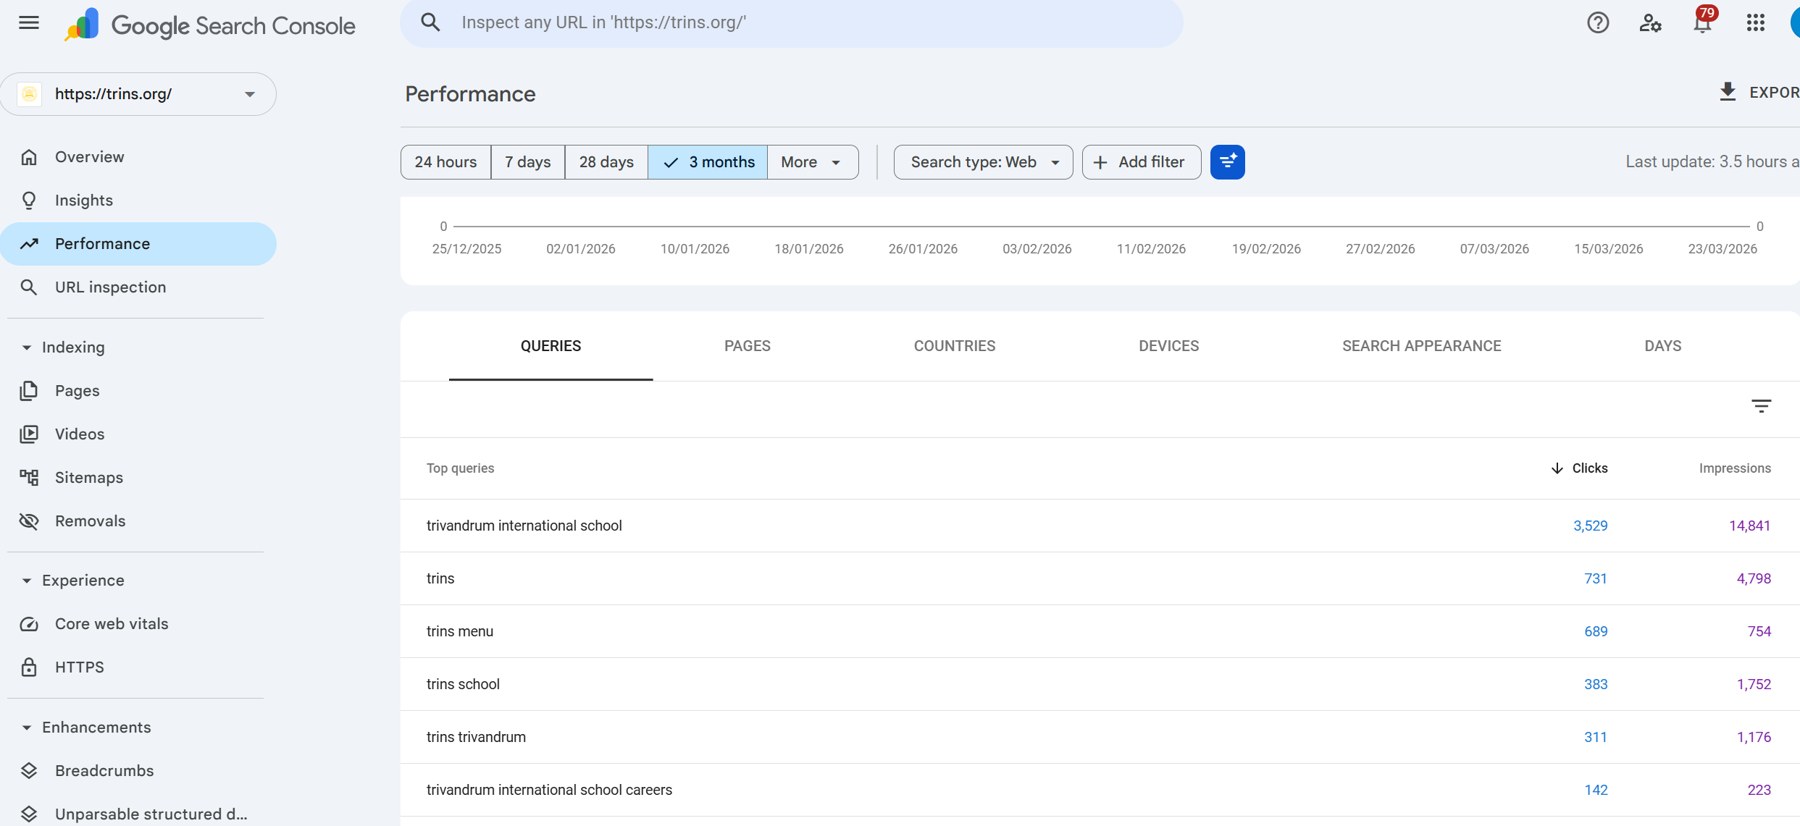 Google Search Console
Inspect any URL in 'https://trins.org/'
79
https://trins.org/
Performance
EXPOR
24 hours
7 days
28 days
3 months
More
Search type: Web
Add filter
Last update: 3.5 hours a
Overview
Insights
Performance
URL inspection
Indexing
Pages
Videos
Sitemaps
Removals
Experience
Core web vitals
HTTPS
Enhancements
Breadcrumbs
Unparsable structured d...
0 0
25/12/2025 02/01/2026 10/01/2026 18/01/2026 26/01/2026 03/02/2026 11/02/2026 19/02/2026 27/02/2026 07/03/2026 15/03/2026 23/03/2026
QUERIES PAGES COUNTRIES DEVICES SEARCH APPEARANCE DAYS
Top queries Clicks Impressions
trivandrum international school 3,529 14,841
trins 731 4,798
trins menu 689 754
trins school 383 1,752
trins trivandrum 311 1,176
trivandrum international school careers 142 223